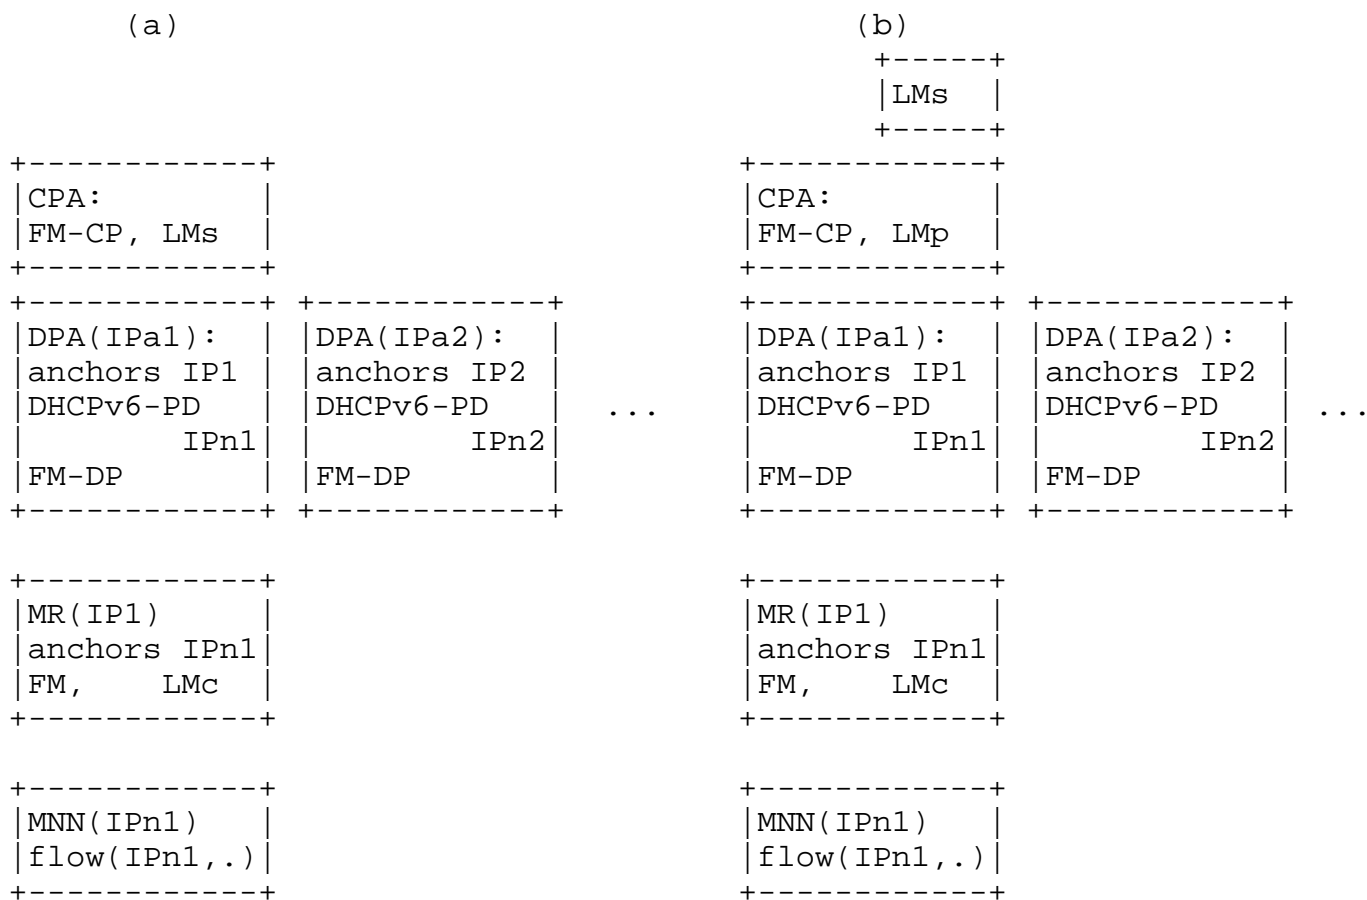 (a) (b)
+-----+
|LMs |
+-----+
+------------+ +------------+
|CPA: | |CPA: |
|FM-CP, LMs | |FM-CP, LMp |
+------------+ +------------+
+------------+ +------------+ +------------+ +------------+
|DPA(IPa1): | |DPA(IPa2): | |DPA(IPa1): | |DPA(IPa2): |
|anchors IP1 | |anchors IP2 | |anchors IP1 | |anchors IP2 |
|DHCPv6-PD | |DHCPv6-PD | ... |DHCPv6-PD | |DHCPv6-PD | ...
| IPn1| | IPn2| | IPn1| | IPn2|
|FM-DP | |FM-DP | |FM-DP | |FM-DP |
+------------+ +------------+ +------------+ +------------+
+------------+ +------------+
|MR(IP1) | |MR(IP1) |
|anchors IPn1| |anchors IPn1|
|FM, LMc | |FM, LMc |
+------------+ +------------+
+------------+ +------------+
|MNN(IPn1) | |MNN(IPn1) |
|flow(IPn1,.)| |flow(IPn1,.)|
+------------+ +------------+